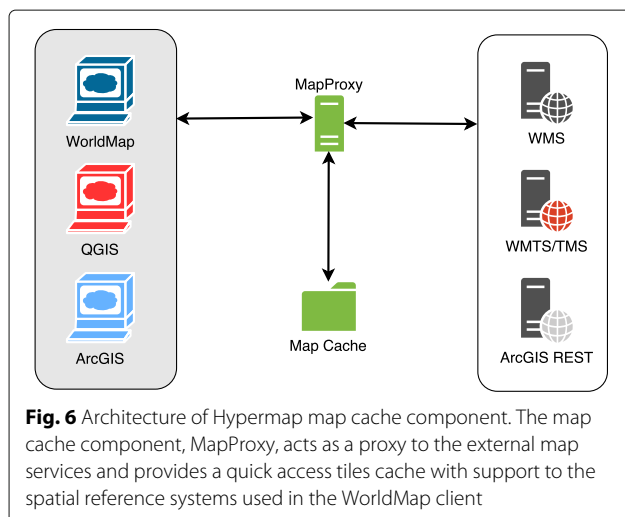 MapProxy
WorldMap
WMS
QGIS
WMTS/TMS
Map Cache
ArcGIS
ArcGIS REST
Fig. 6 Architecture of Hypermap map cache component. The map
cache component, MapProxy, acts as a proxy to the external map
services and provides a quick access tiles cache with support to the
spatial reference systems used in the WorldMap client